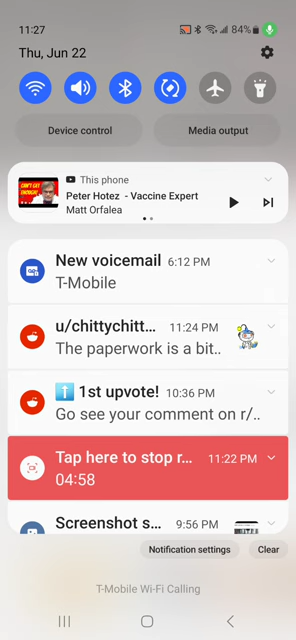 11:27
84%
Thu, Jun 22
Device control
Media output
CAN'T GET
ENOUGH!
This phone
Peter Hotez - Vaccine Expert
Matt Orfalea
New voicemail 6:12 PM
T-Mobile
u/chittychitt... 11:24 PM
The paperwork is a bit..
1st upvote! 10:36 PM
Go see your comment on r/..
Tap here to stop r... 11:22 PM
04:58
Screenshot s... 9:56 PM
Notification settings
Clear
T-Mobile Wi-Fi Calling